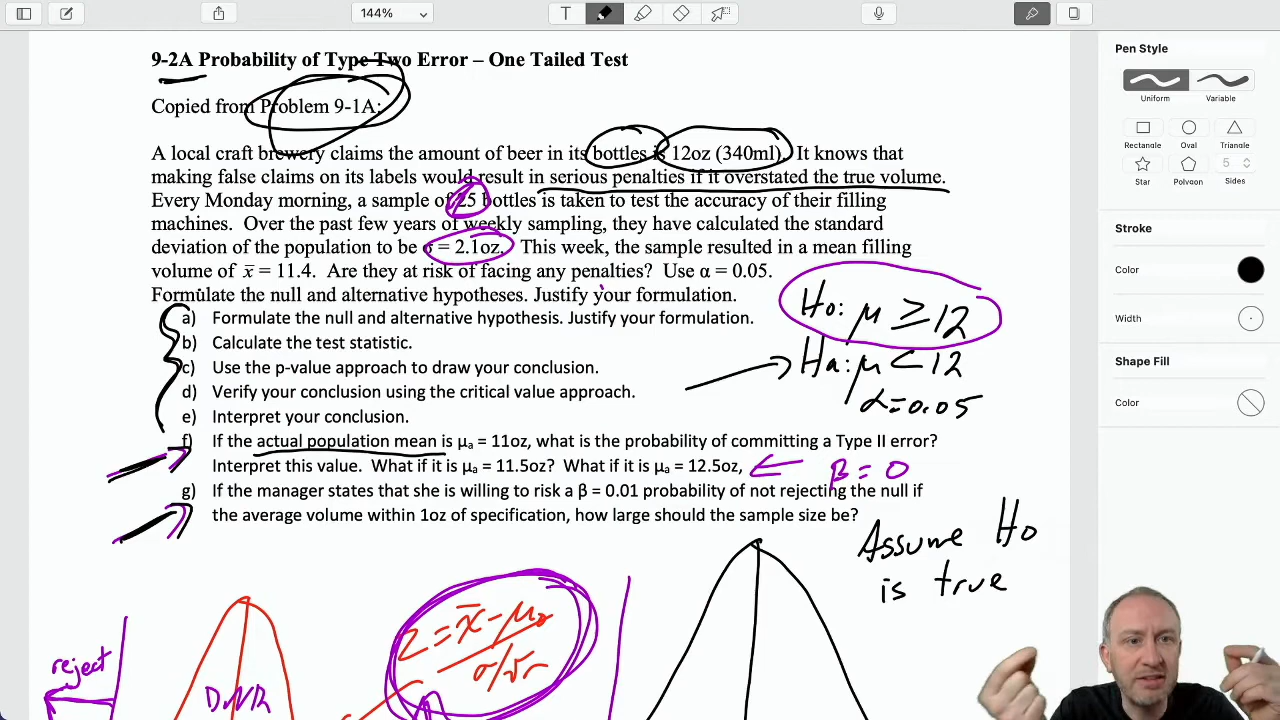 144%
T
9-2A Probability of Type Two Error – One Tailed Test
Copied from Problem 9-1A:
A local craft brewery claims the amount of beer in its bottles is 12oz (340ml). It knows that
making false claims on its labels would result in serious penalties if it overstated the true volume.
Every Monday morning, a sample of 25 bottles is taken to test the accuracy of their filling
machines. Over the past few years of weekly sampling, they have calculated the standard
deviation of the population to be σ = 2.1oz. This week, the sample resulted in a mean filling
volume of x̄ = 11.4. Are they at risk of facing any penalties? Use α = 0.05.
Formulate the null and alternative hypotheses. Justify your formulation.
a) Formulate the null and alternative hypothesis. Justify your formulation.
b) Calculate the test statistic.
c) Use the p-value approach to draw your conclusion.
d) Verify your conclusion using the critical value approach.
e) Interpret your conclusion.
f) If the actual population mean is μₐ = 11oz, what is the probability of committing a Type II error?
Interpret this value. What if it is μₐ = 11.5oz? What if it is μₐ = 12.5oz,
g) If the manager states that she is willing to risk a β = 0.01 probability of not rejecting the null if
the average volume within 1oz of specification, how large should the sample size be?
Ho: μ ≥ 12
Ha: μ < 12
α = 0.05
β = 0
Assume Ho
is true
Z = x̄ - μ₀
σ/√n
reject
DNR
Pen Style
Uniform
Variable
Rectangle
Oval
Triangle
Star
Polygon
5
Sides
Stroke
Color
Width
Shape Fill
Color